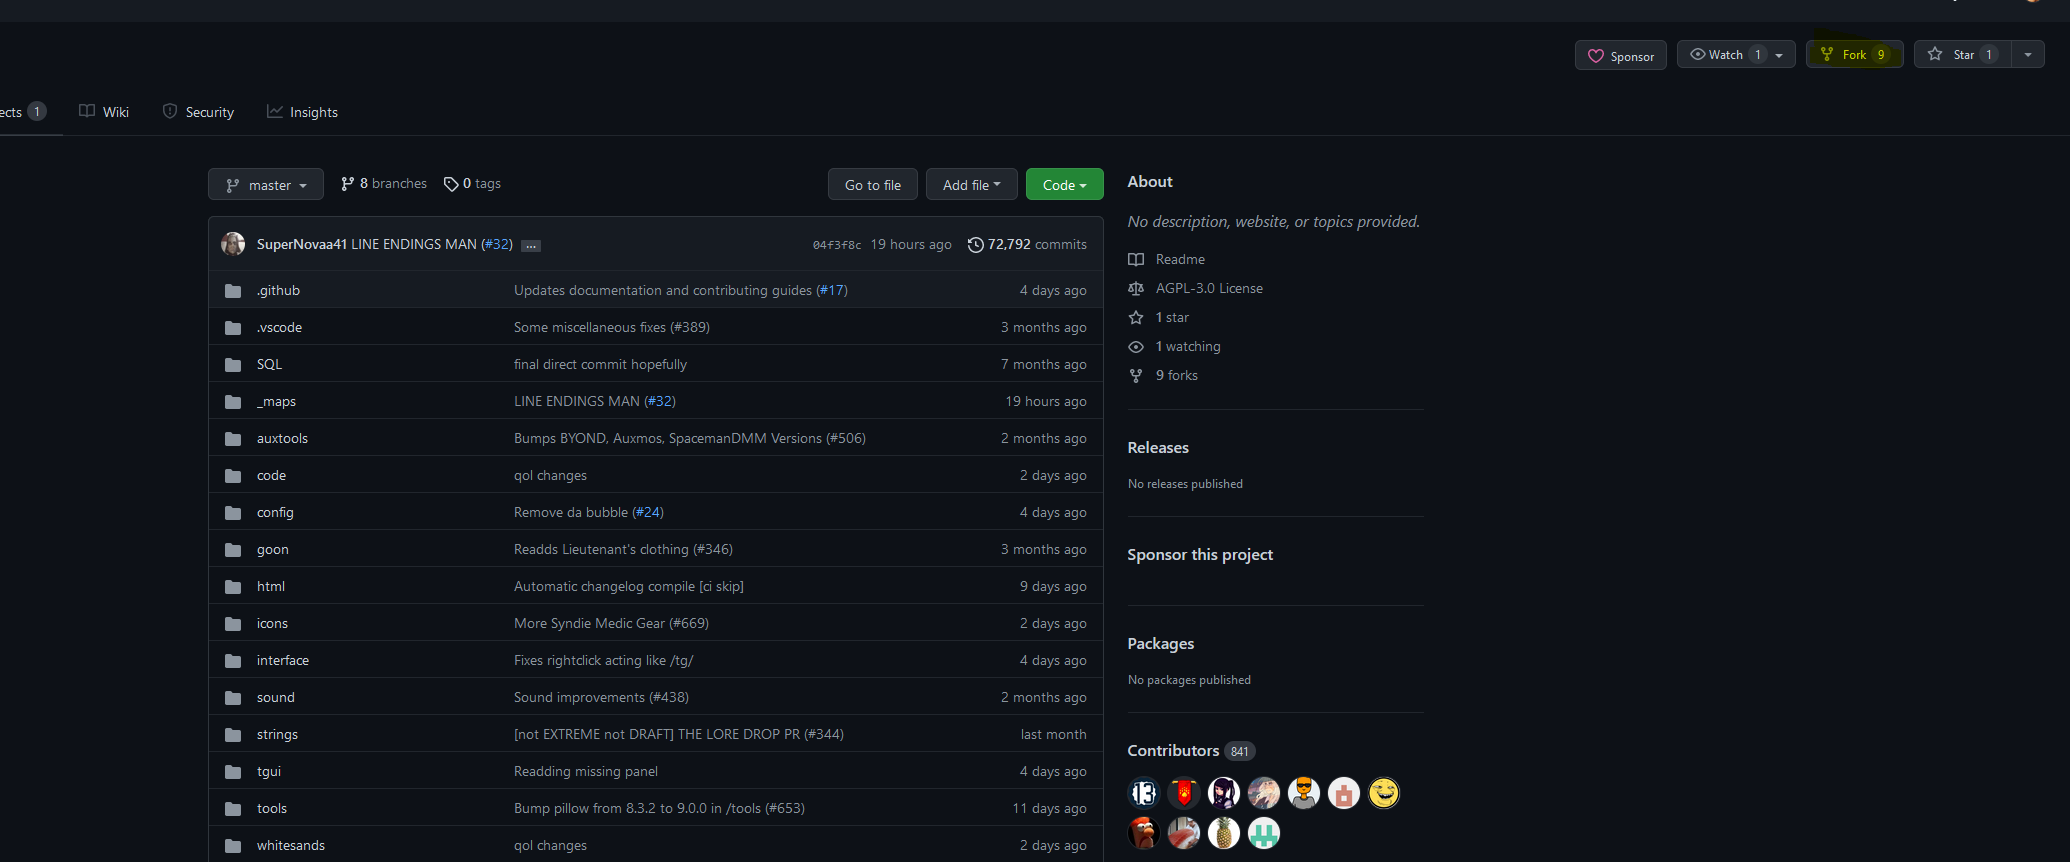 Sponsor
Watch 1
Fork 9
Star 1
ects 1
Wiki
Security
Insights
master
8 branches
0 tags
Go to file
Add file
Code
SuperNovaa41 LINE ENDINGS MAN (#32) ...
04f3f8c 19 hours ago
72,792 commits
.github Updates documentation and contributing guides (#17) 4 days ago
.vscode Some miscellaneous fixes (#389) 3 months ago
SQL final direct commit hopefully 7 months ago
_maps LINE ENDINGS MAN (#32) 19 hours ago
auxtools Bumps BYOND, Auxmos, SpacemanDMM Versions (#506) 2 months ago
code qol changes 2 days ago
config Remove da bubble (#24) 4 days ago
goon Readds Lieutenant's clothing (#346) 3 months ago
html Automatic changelog compile [ci skip] 9 days ago
icons More Syndie Medic Gear (#669) 2 days ago
interface Fixes rightclick acting like /tg/ 4 days ago
sound Sound improvements (#438) 2 months ago
strings [not EXTREME not DRAFT] THE LORE DROP PR (#344) last month
tgui Readding missing panel 4 days ago
tools Bump pillow from 8.3.2 to 9.0.0 in /tools (#653) 11 days ago
whitesands qol changes 2 days ago
About
No description, website, or topics provided.
Readme
AGPL-3.0 License
1 star
1 watching
9 forks
Releases
No releases published
Sponsor this project
Packages
No packages published
Contributors 841
13